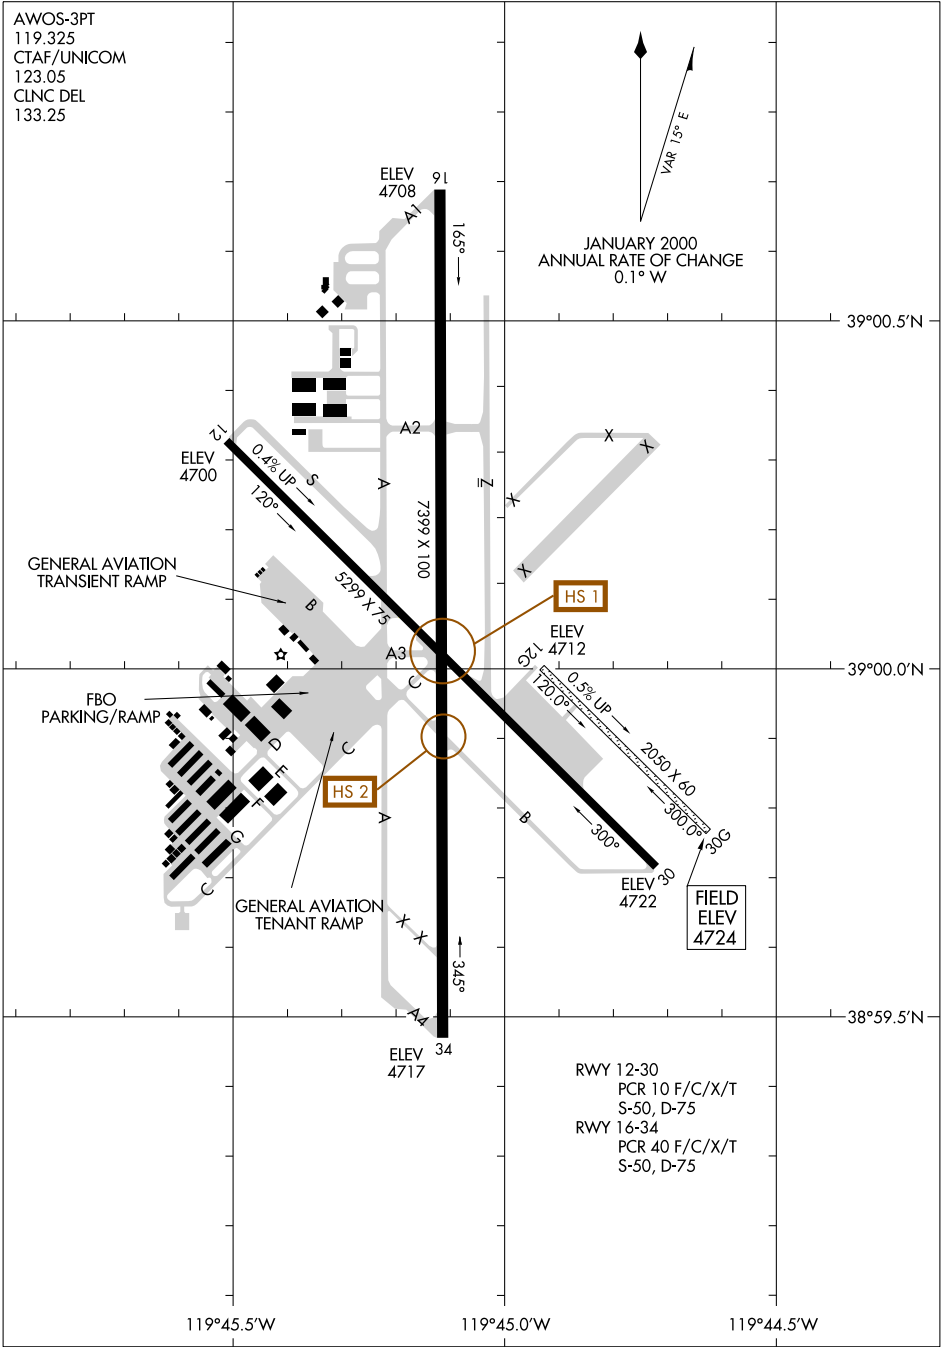 AWOS-3PT
119.325
CTAF/UNICOM
123.05
CLNC DEL
133.25
VAR 15° E
JANUARY 2000
ANNUAL RATE OF CHANGE
0.1° W
ELEV
4708
16
A1
165°
39°00.5'N
A2
12
ELEV
4700
0.4% UP
120°
S
A
Z
X
X
X
X
7399 X 100
5299 X 75
GENERAL AVIATION
TRANSIENT RAMP
B
HS 1
A3
C
ELEV
4712
12G
39°00.0'N
0.5% UP
120.0°
2050 X 60
300.0°
30G
FBO
PARKING/RAMP
D
C
E
F
G
C
HS 2
A
B
300°
30
ELEV
4722
FIELD
ELEV
4724
GENERAL AVIATION
TENANT RAMP
X
X
345°
A4
38°59.5'N
34
ELEV
4717
RWY 12-30
PCR 10 F/C/X/T
S-50, D-75
RWY 16-34
PCR 40 F/C/X/T
S-50, D-75
119°45.5'W
119°45.0'W
119°44.5'W